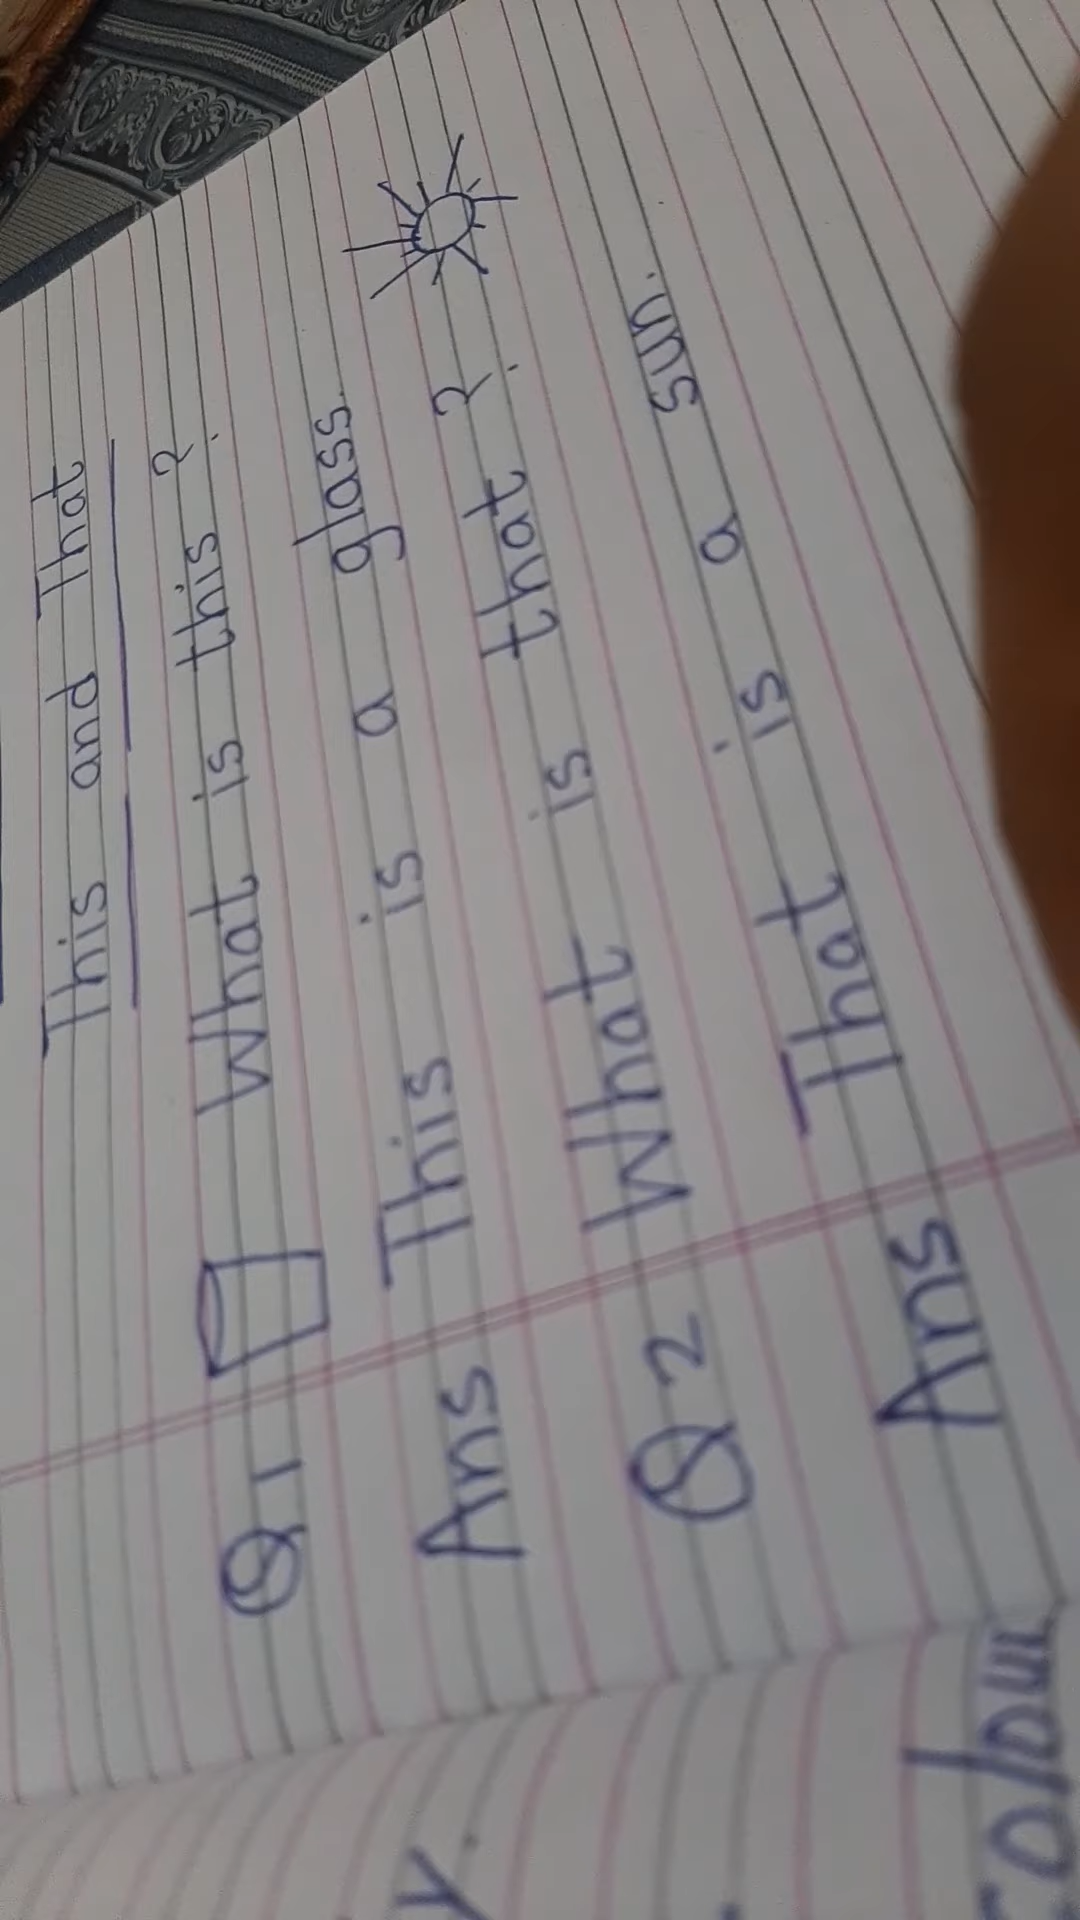 This and That
Q1 What is this ?
Ans This is a glass.
Q2 What is that ?
Ans That is a sun.